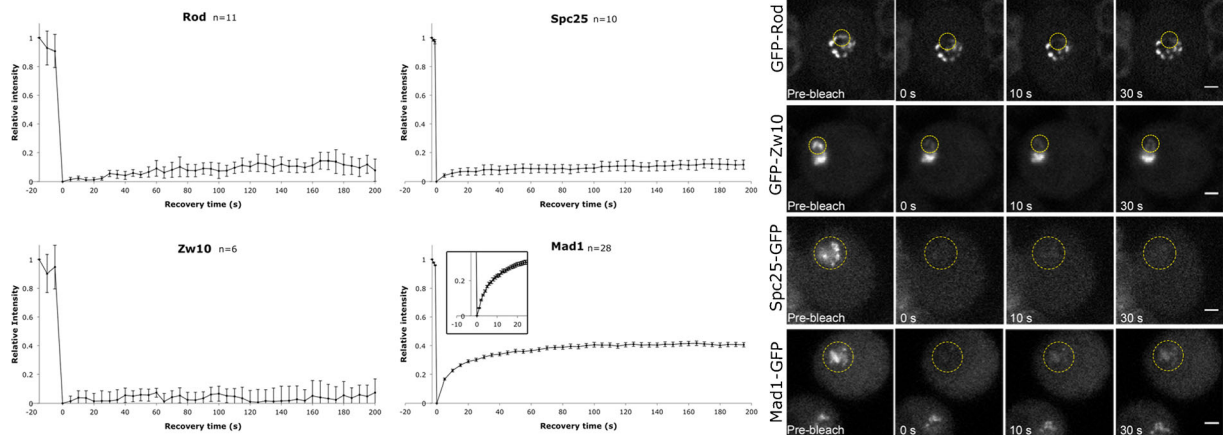 Rod n=11
Relative intensity
1
0.8
0.6
0.4
0.2
0
-20 0 20 40 60 80 100 120 140 160 180 200
Recovery time (s)
Spc25 n=10
Relative intensity
1
0.8
0.6
0.4
0.2
0
-20 0 20 40 60 80 100 120 140 160 180 200
Recovery time (s)
Zw10 n=6
Relative Intensity
1
0.8
0.6
0.4
0.2
0
-20 0 20 40 60 80 100 120 140 160 180 200
Recovery time (s)
Mad1 n=28
Relative intensity
1
0.8
0.6
0.4
0.2
0
-20 0 20 40 60 80 100 120 140 160 180 200
Recovery time (s)
0.2
0
-10 0 10 20
GFP-Rod
Pre-bleach 0 s 10 s 30 s
GFP-Zw10
Pre-bleach 0 s 10 s 30 s
Spc25-GFP
Pre-bleach 0 s 10 s 30 s
Mad1-GFP
Pre-bleach 0 s 10 s 30 s